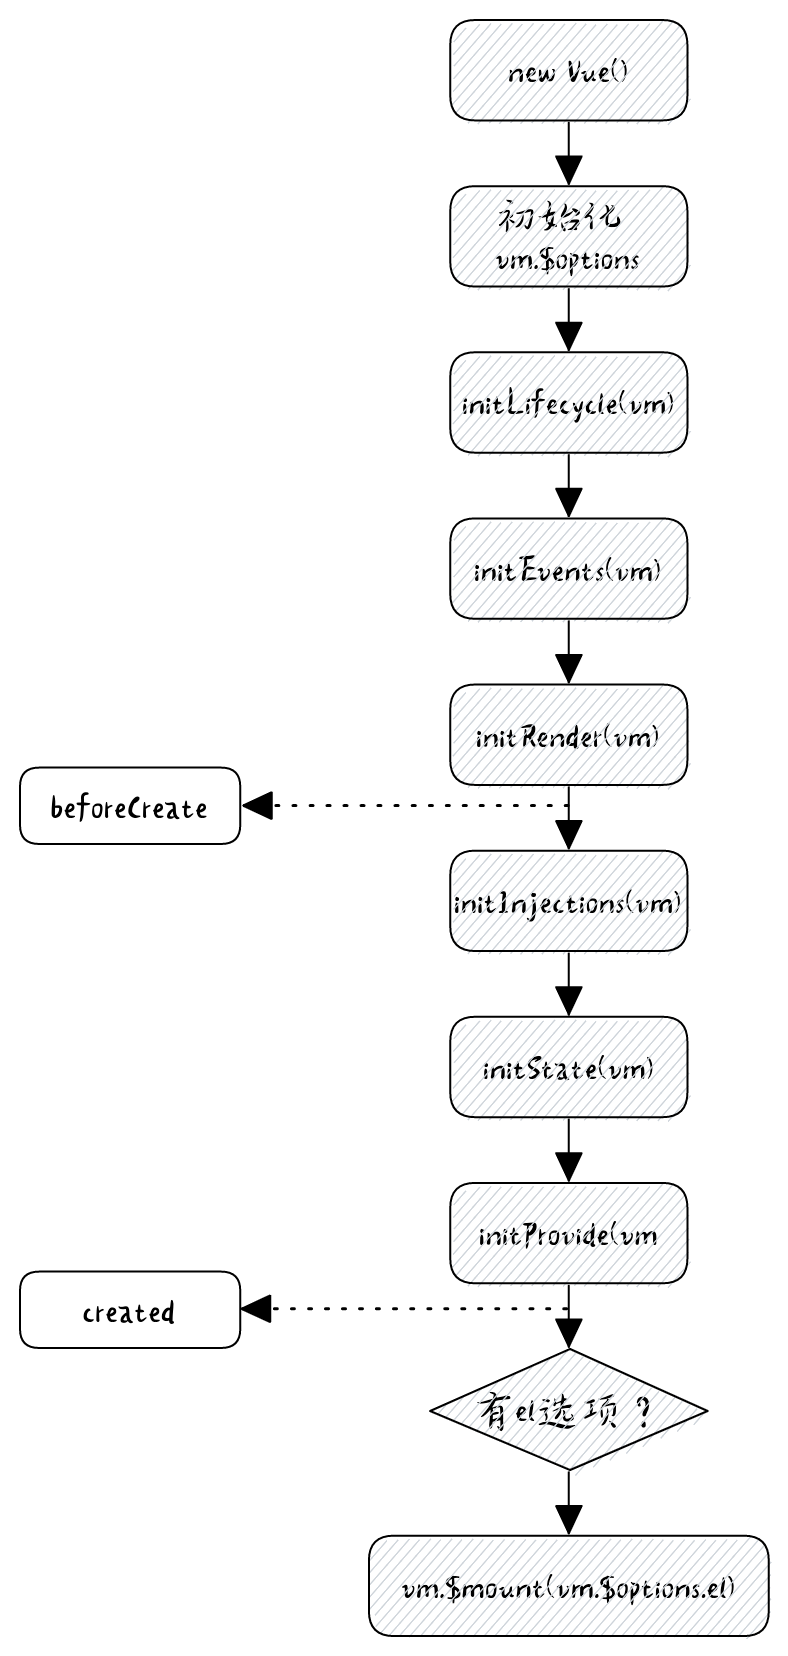 new Vue()
初始化
vm.$options
initLifecycle(vm)
initEvents(vm)
initRender(vm)
beforeCreate
initInjections(vm)
initState(vm)
initProvide(vm
created
有el选项？
vm.$mount(vm.$options.el)